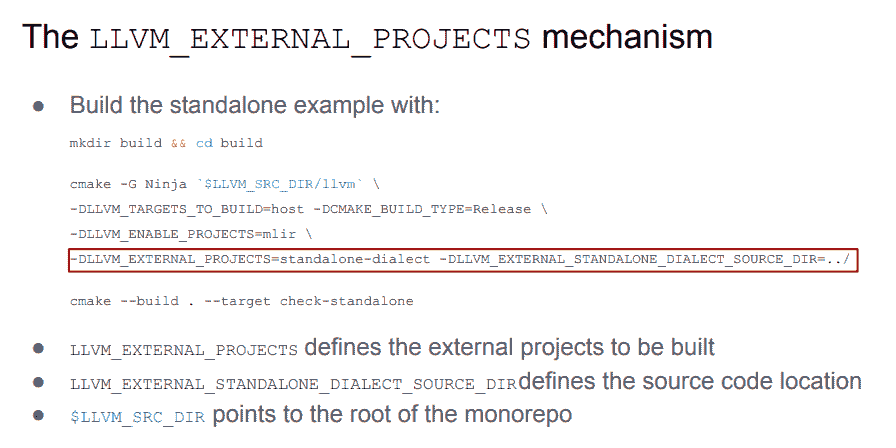 The LLVM_EXTERNAL_PROJECTS mechanism
● Build the standalone example with:
mkdir build && cd build
cmake -G Ninja `$LLVM_SRC_DIR/llvm` \
-DLLVM_TARGETS_TO_BUILD=host -DCMAKE_BUILD_TYPE=Release \
-DLLVM_ENABLE_PROJECTS=mlir \
-DLLVM_EXTERNAL_PROJECTS=standalone-dialect -DLLVM_EXTERNAL_STANDALONE_DIALECT_SOURCE_DIR=../
cmake --build . --target check-standalone
● LLVM_EXTERNAL_PROJECTS defines the external projects to be built
● LLVM_EXTERNAL_STANDALONE_DIALECT_SOURCE_DIR defines the source code location
● $LLVM_SRC_DIR points to the root of the monorepo